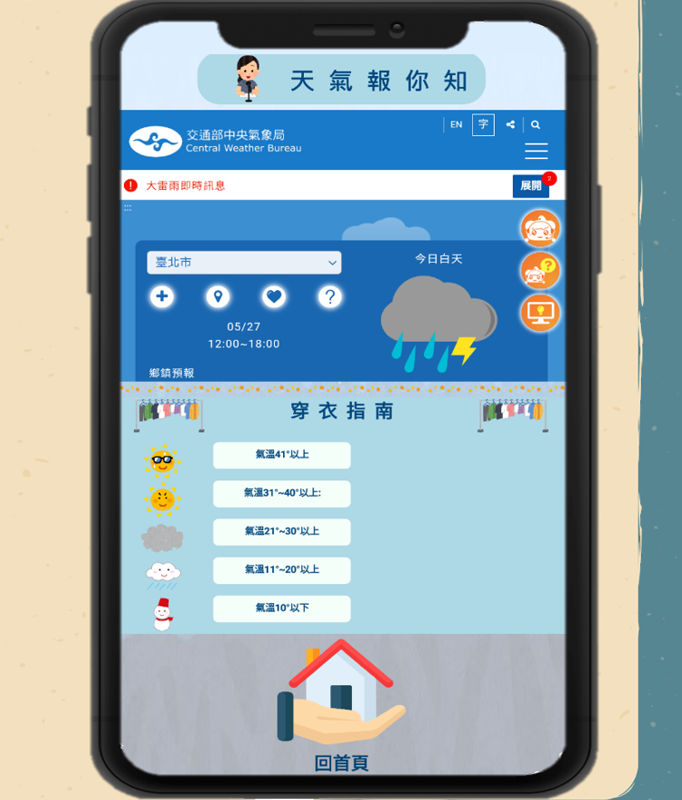 天氣報你知
EN
字
交通部中央氣象局
Central Weather Bureau
大雷雨即時訊息
展開
?
:::
臺北市
今日白天
?
?
05/27
12:00~18:00
鄉鎮預報
穿衣指南
氣溫41°以上
氣溫31°~40°以上:
氣溫21°~30°以上
氣溫11°~20°以上
氣溫10°以下
回首頁